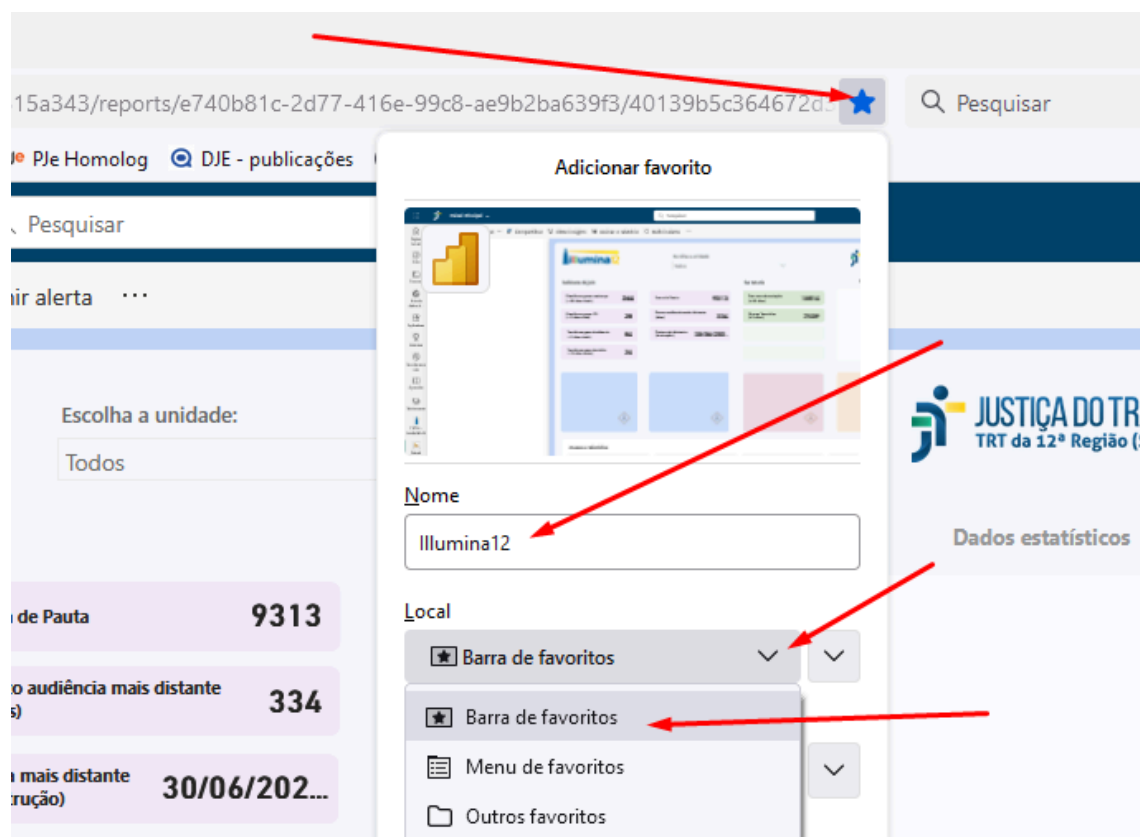 15a343/reports/e740b81c-2d77-416e-99c8-ae9b2ba639f3/40139b5c364672d
Pesquisar
PJe Homolog
DJE - publicações
Adicionar favorito
Pesquisar
ir alerta ...
Illumina12
Escolha a unidade:
Todos
JUSTIÇA DO TR
TRT da 12ª Região (
Nome
Illumina12
Dados estatísticos
Local
de Pauta 9313
Barra de favoritos
o audiência mais distante
s) 334
Barra de favoritos
Menu de favoritos
mais distante
rução) 30/06/202...
Outros favoritos